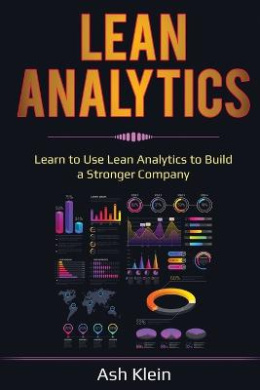 LEAN
ANALYTICS
Learn to Use Lean Analytics to Build
a Stronger Company
Ash Klein